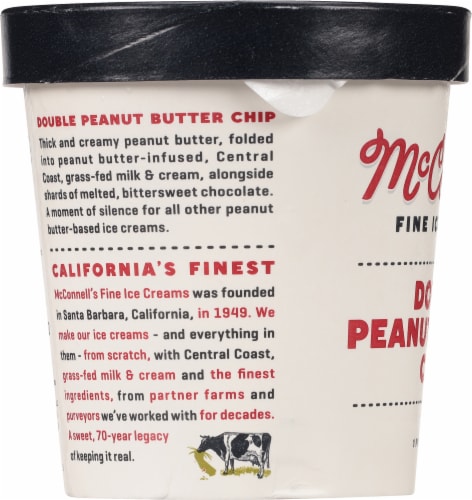 DOUBLE PEANUT BUTTER CHIP
Thick and creamy peanut butter, folded
into peanut butter-infused, Central
Coast, grass-fed milk & cream, alongside
shards of melted, bittersweet chocolate.
A moment of silence for all other peanut
butter-based ice creams.
CALIFORNIA'S FINEST
McConnell's Fine Ice Creams was founded
in Santa Barbara, California, in 1949. We
make our ice creams - and everything in
them - from scratch, with Central Coast,
grass-fed milk & cream and the finest
ingredients, from partner farms and
purveyors we've worked with for decades.
A sweet, 70-year legacy
of keeping it real.
McC
FINE IC
DO
PEANU